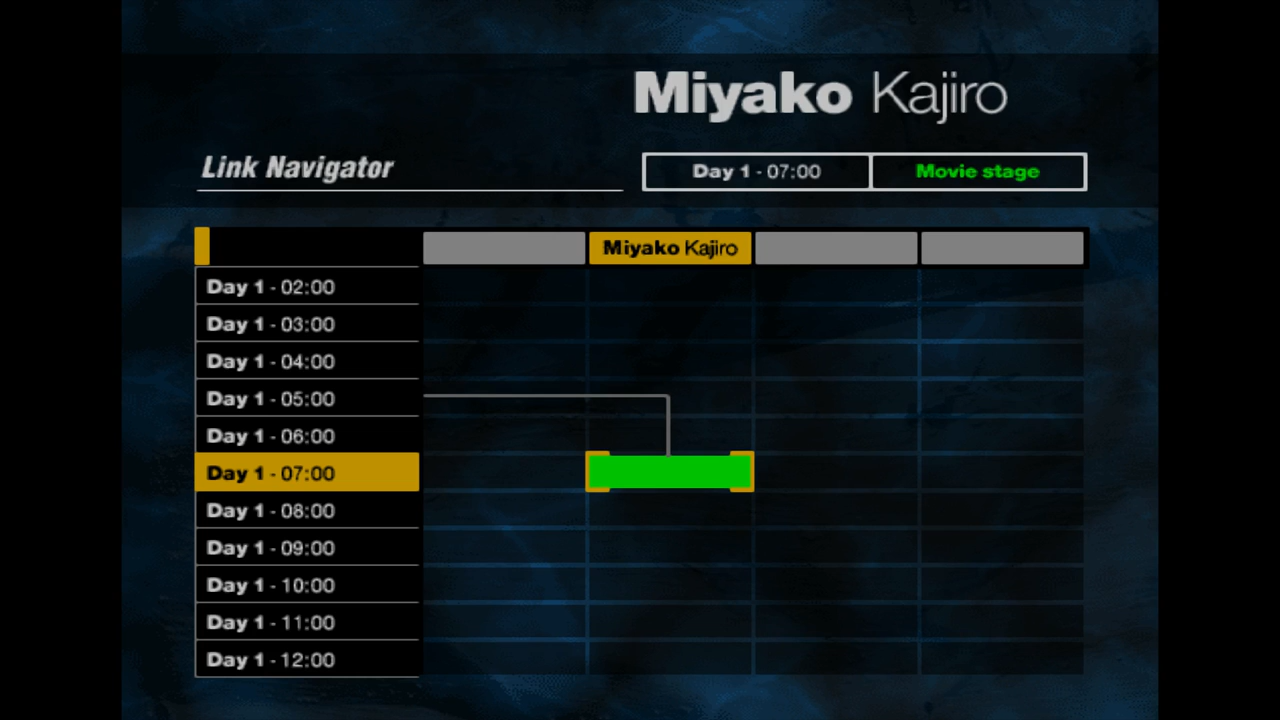 Miyako Kajiro
Link Navigator
Day 1 - 07:00
Movie stage
Miyako Kajiro
Day 1 - 02:00
Day 1 - 03:00
Day 1 - 04:00
Day 1 - 05:00
Day 1 - 06:00
Day 1 - 07:00
Day 1 - 08:00
Day 1 - 09:00
Day 1 - 10:00
Day 1 - 11:00
Day 1 - 12:00